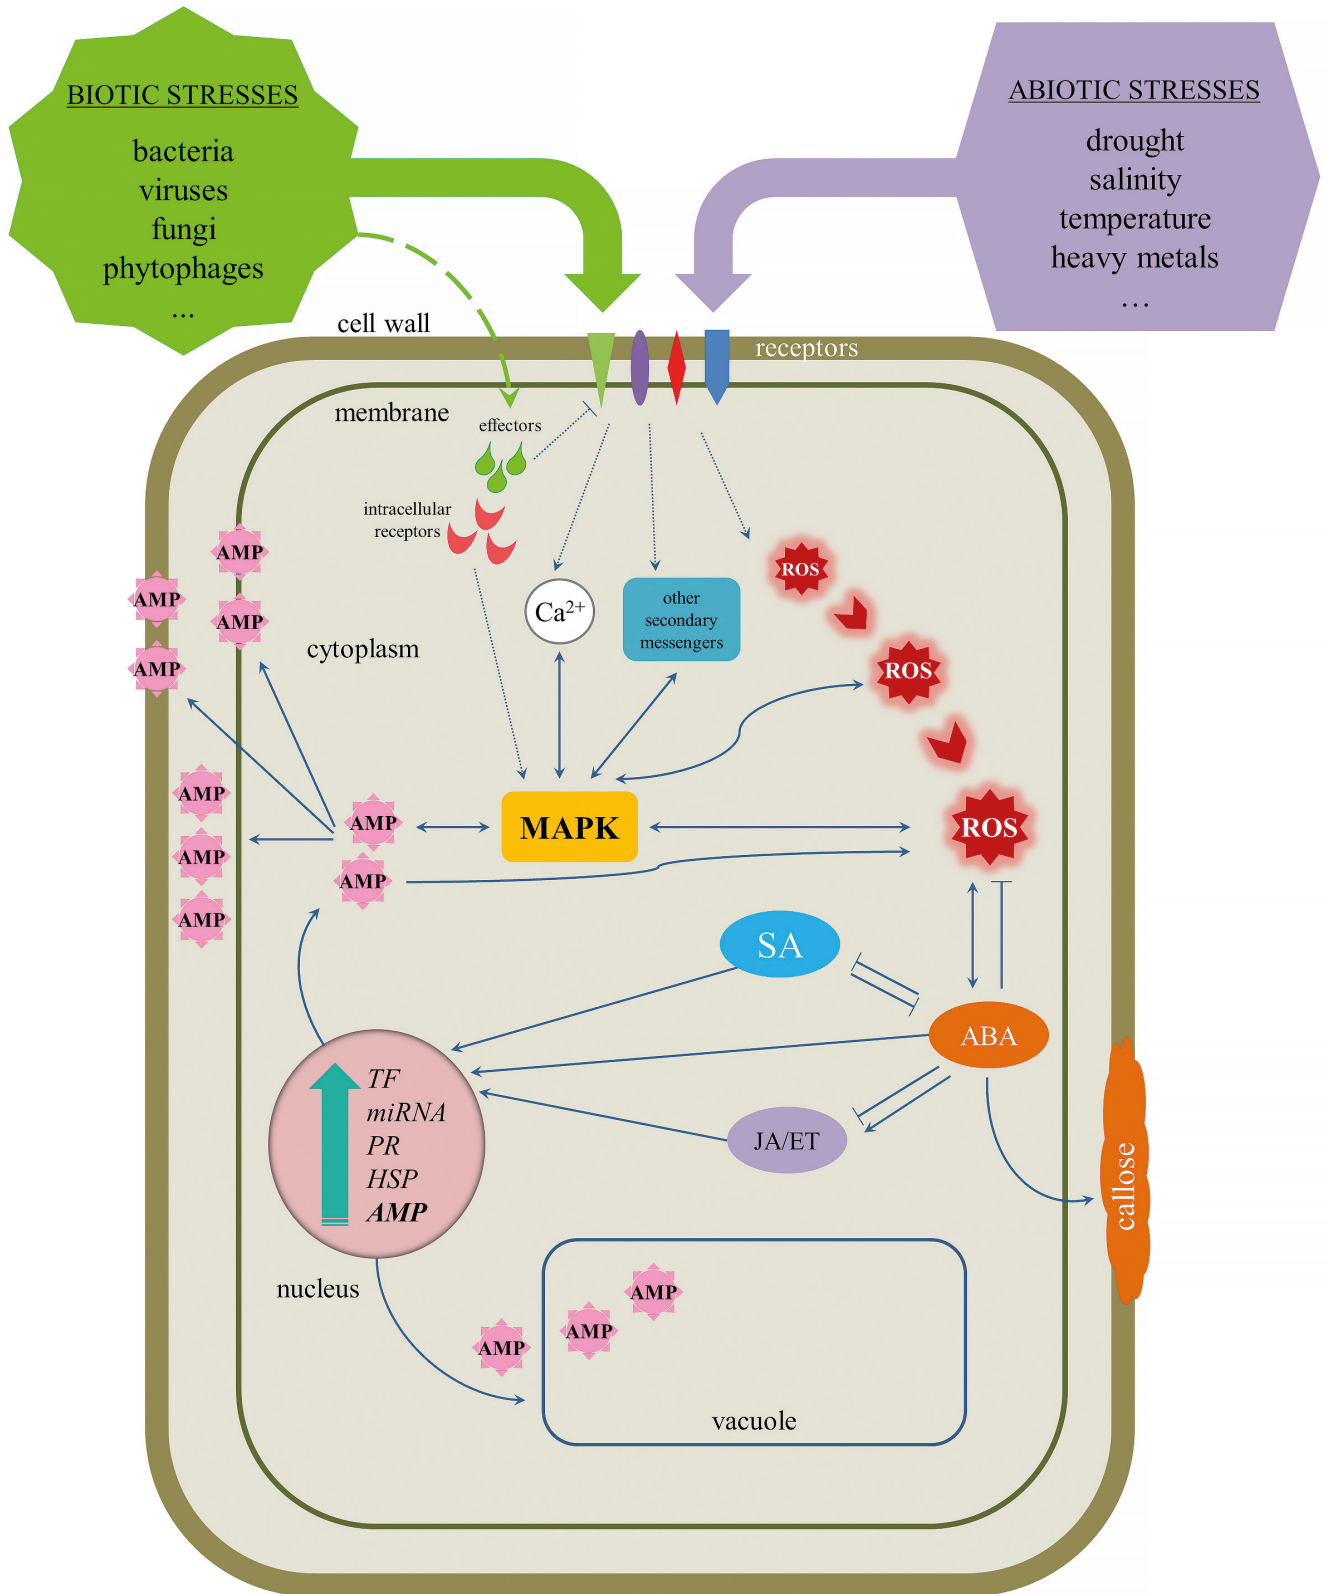 BIOTIC STRESSES
bacteria
viruses
fungi
phytophages
...
ABIOTIC STRESSES
drought
salinity
temperature
heavy metals
...
cell wall
receptors
membrane
effectors
intracellular
receptors
AMP
AMP
AMP
AMP
cytoplasm
Ca²⁺
other
secondary
messengers
ROS
ROS
ROS
MAPK
AMP
AMP
AMP
AMP
AMP
SA
ABA
JA/ET
TF
miRNA
PR
HSP
AMP
nucleus
callose
AMP
AMP
AMP
vacuole